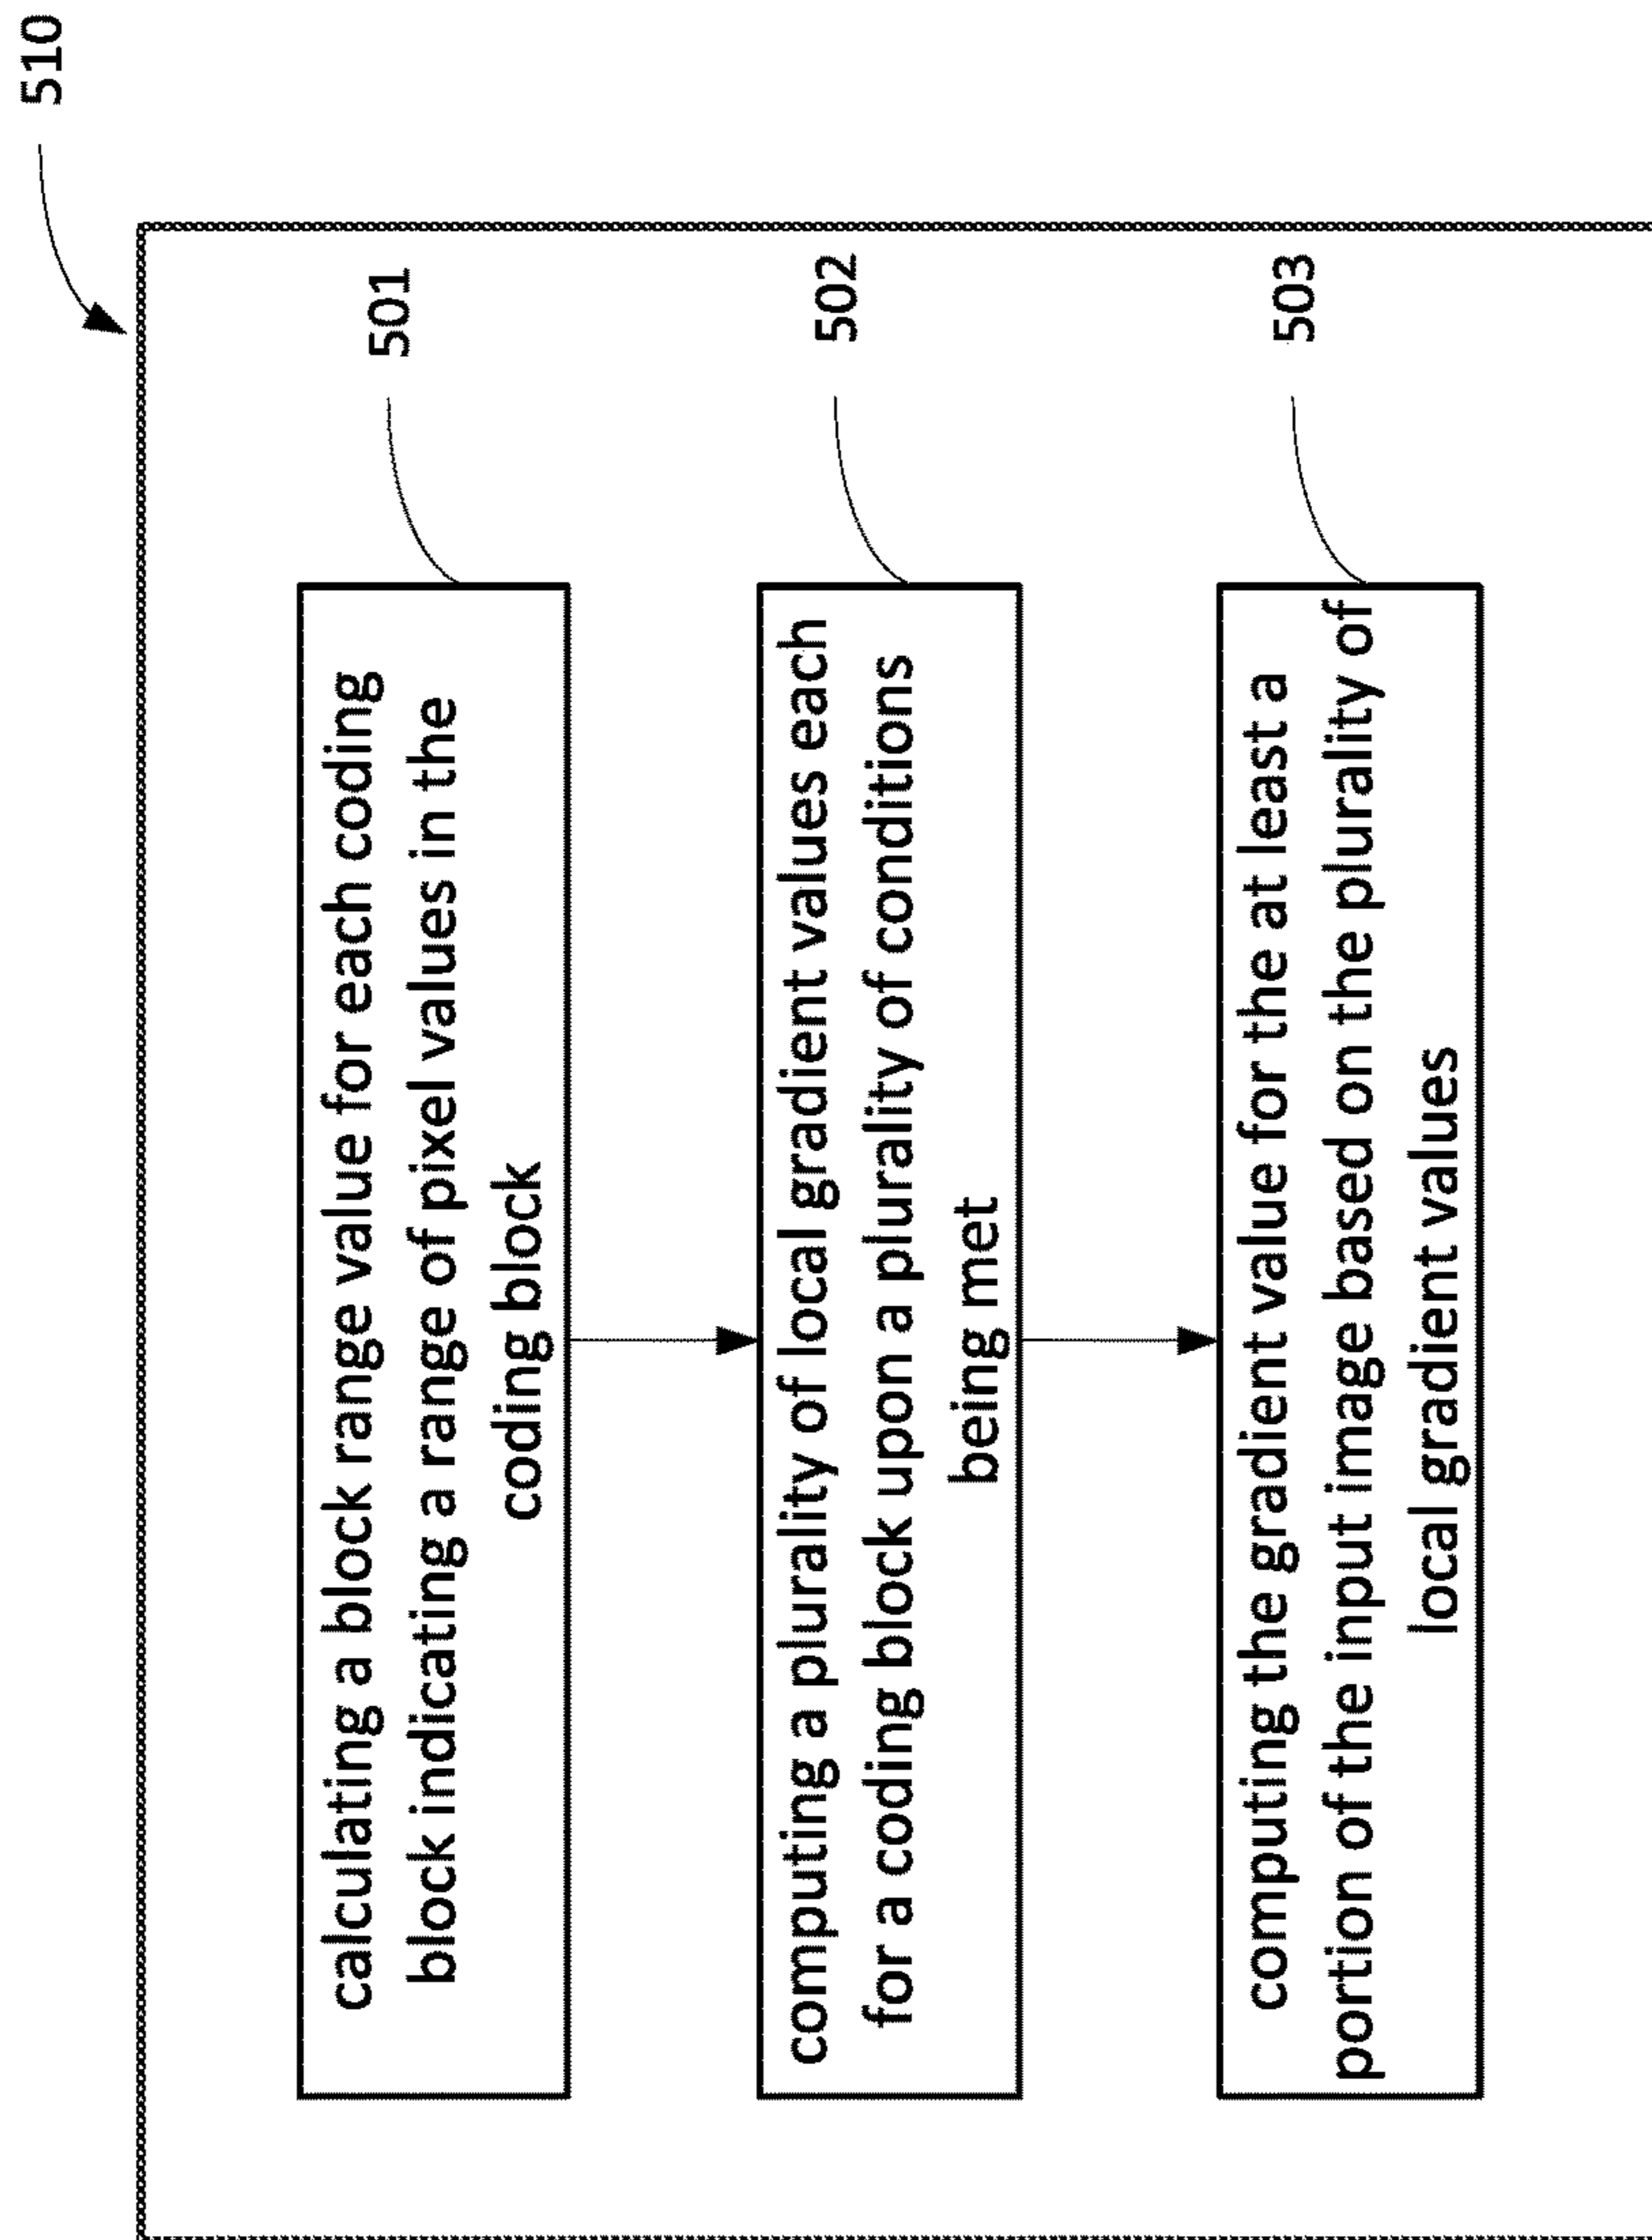 510
501
calculating a block range value for each coding
block indicating a range of pixel values in the
coding block
502
computing a plurality of local gradient values each
for a coding block upon a plurality of conditions
being met
503
computing the gradient value for the at least a
portion of the input image based on the plurality of
local gradient values